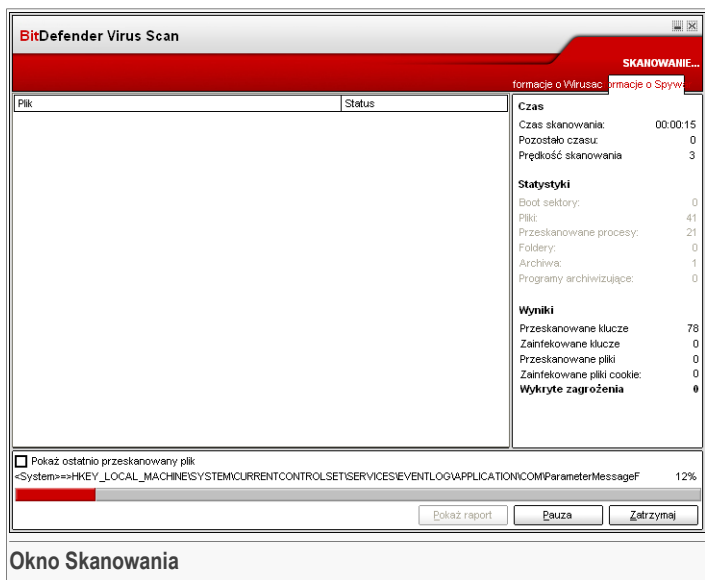 BitDefender Virus Scan
SKANOWANIE...
formacje o Wirusac ormacje o Spyw
Plik Status
Czas
Czas skanowania: 00:00:15
Pozostało czasu: 0
Prędkość skanowania 3
Statystyki
Boot sektory: 0
Pliki: 41
Przeskanowane procesy: 21
Foldery: 0
Archiwa: 1
Programy archiwizujące: 0
Wyniki
Przeskanowane klucze 78
Zainfekowane klucze 0
Przeskanowane pliki 0
Zainfekowane pliki cookie: 0
Wykryte zagrożenia 0
Pokaż ostatnio przeskanowany plik
<System>=>HKEY_LOCAL_MACHINE\SYSTEM\CURRENTCONTROLSET\SERVICES\EVENTLOG\APPLICATION\COM\ParameterMessageF 12%
Pokaż raport Pauza Zatrzymaj
Okno Skanowania